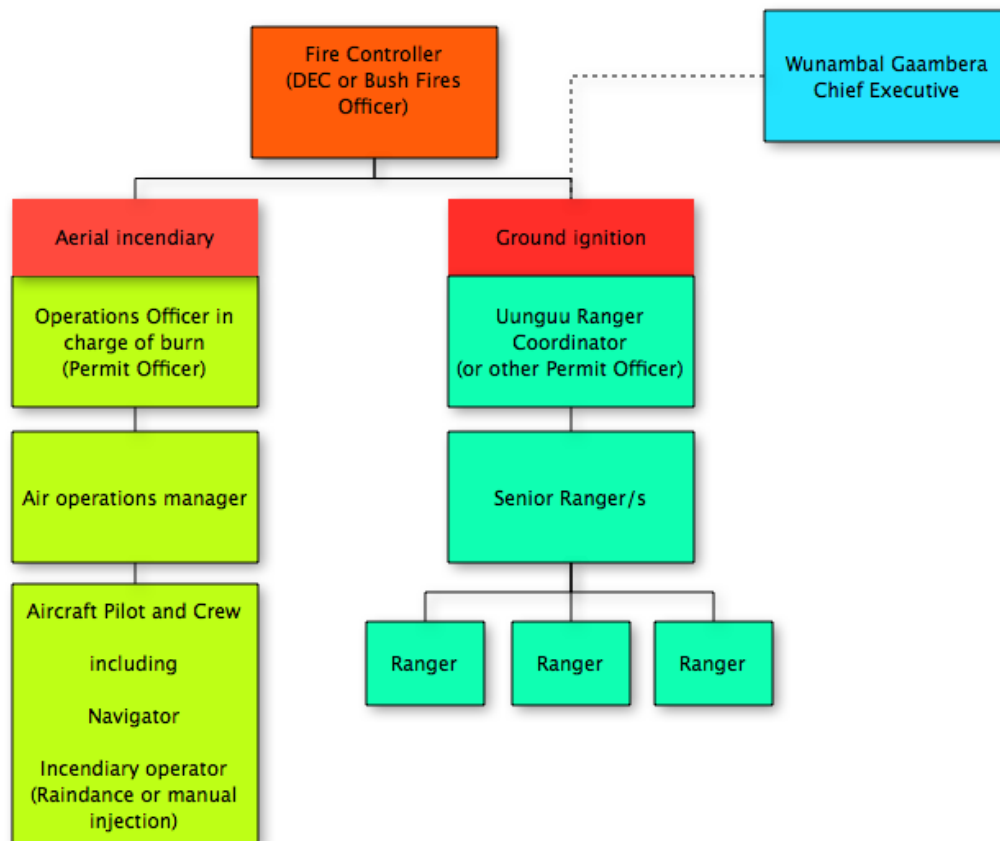 Fire Controller
(DEC or Bush Fires
Officer)
Wunambal Gaambera
Chief Executive
Aerial incendiary
Ground ignition
Operations Officer in
charge of burn
(Permit Officer)
Uunguu Ranger
Coordinator
(or other Permit Officer)
Air operations manager
Senior Ranger/s
Aircraft Pilot and Crew
including
Navigator
Incendiary operator
(Raindance or manual
injection)
Ranger
Ranger
Ranger